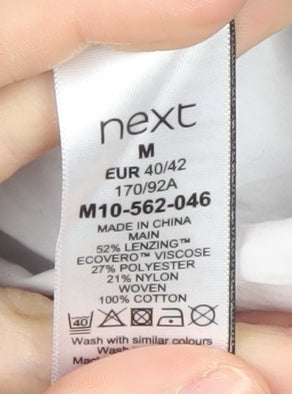 next
M
EUR 40/42
170/92A
M10-562-046
MADE IN CHINA
MAIN
52% LENZING™
ECOVERO™ VISCOSE
27% POLYESTER
21% NYLON
WOVEN
100% COTTON
40
Wash with similar colours
Wash